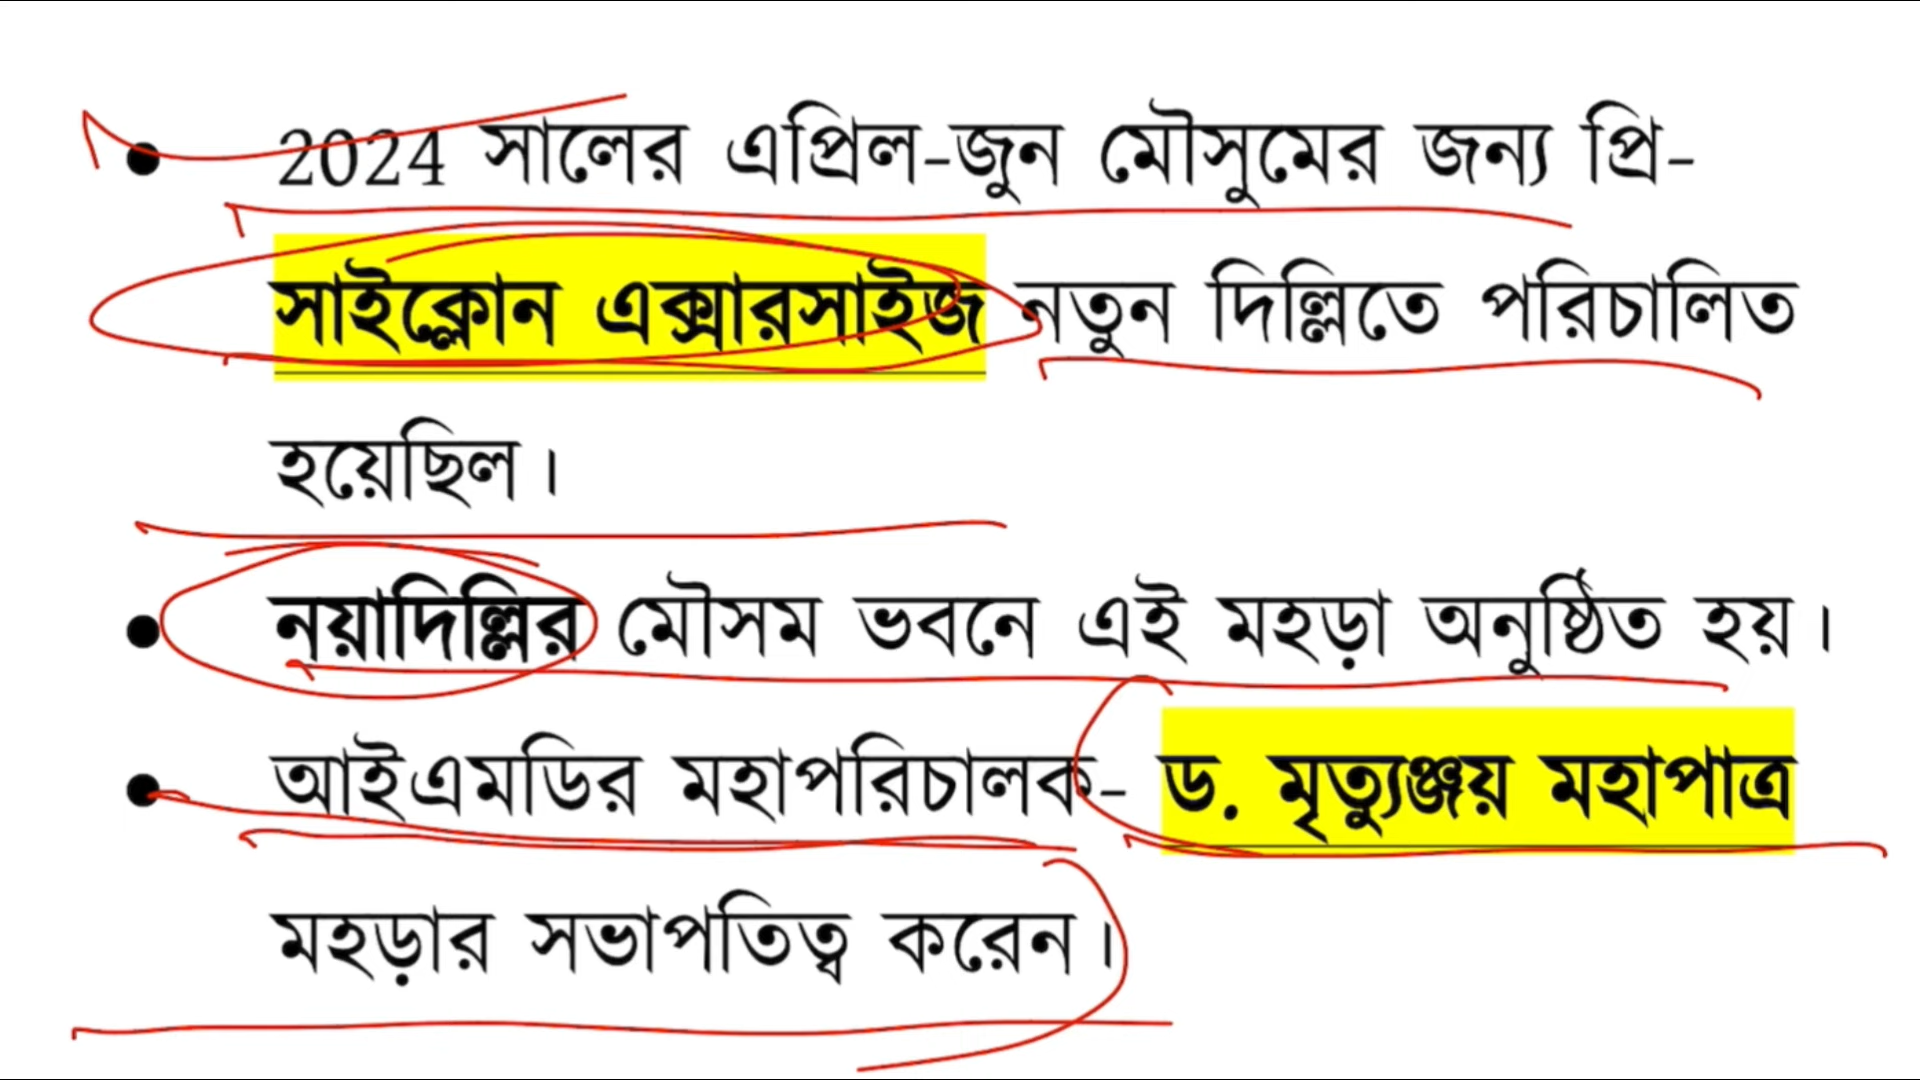 • 2024 সালের এপ্রিল-জুন মৌসুমের জন্য প্রি-
সাইক্লোন এক্সারসাইজ নতুন দিল্লিতে পরিচালিত
হয়েছিল।
• নয়াদিল্লির মৌসম ভবনে এই মহড়া অনুষ্ঠিত হয়।
• আইএমডির মহাপরিচালক- ড. মৃত্যুঞ্জয় মহাপাত্র
মহড়ার সভাপতিত্ব করেন।